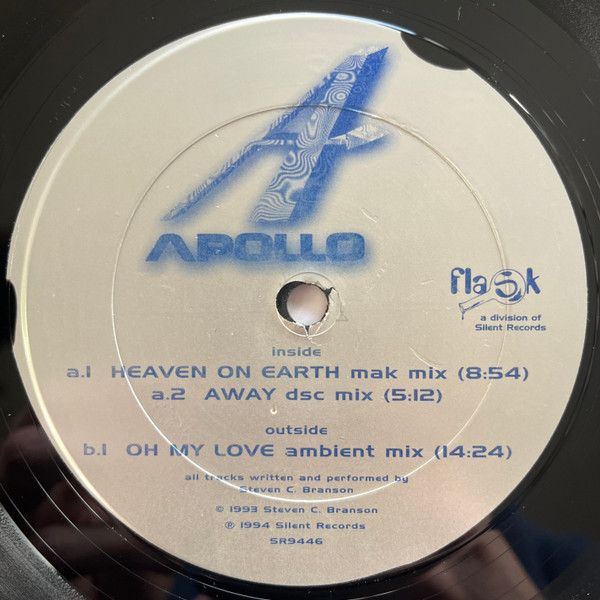 APOLLO
flask
a division of
Silent Records
inside
a.1 HEAVEN ON EARTH mak mix (8:54)
a.2 AWAY dsc mix (5:12)
outside
b.1 OH MY LOVE ambient mix (14:24)
all tracks written and performed by
Steven C. Branson
© 1993 Steven C. Branson
℗ 1994 Silent Records
SR9446